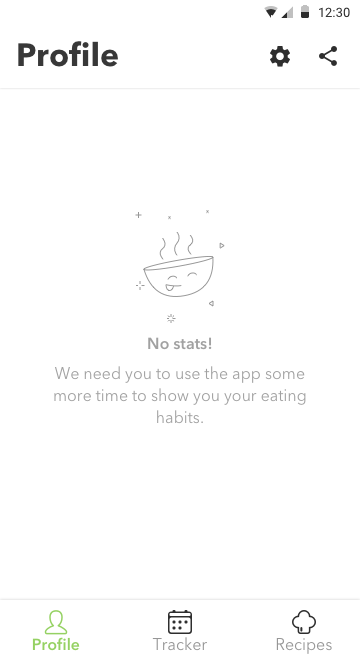 12:30
Profile
No stats!
We need you to use the app some
more time to show you your eating
habits.
Profile
Tracker
Recipes